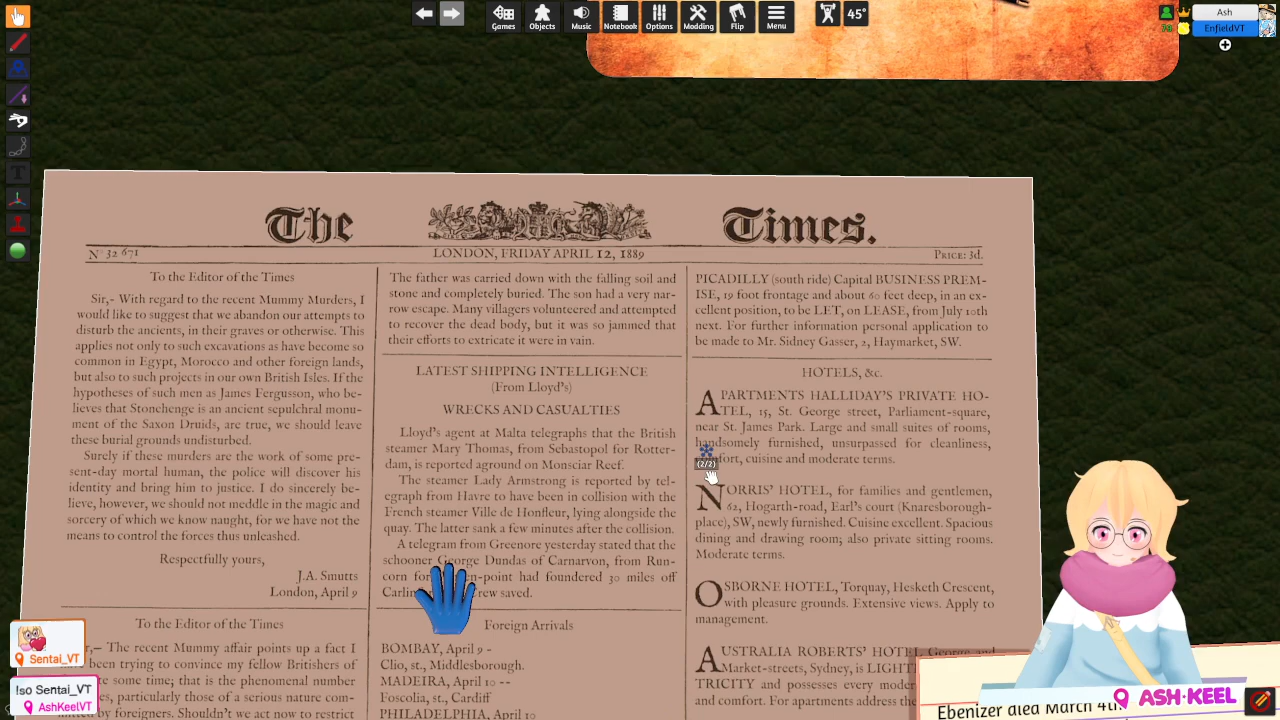 Games
Objects
Music
Notebook
Options
Modding
Flip
Menu
45°
Ash
EnfieldVT
The Times.
Nº 32 671
LONDON, FRIDAY APRIL 12, 1889
PRICE: 3d.
To the Editor of the Times
Sir,- With regard to the recent Mummy Murders, I
would like to suggest that we abandon our attempts to
disturb the ancients, in their graves or otherwise. This
applies not only to such excavations as have become so
common in Egypt, Morocco and other foreign lands,
but also to such projects in our own British Isles. If the
hypotheses of such men as James Fergusson, who be-
lieves that Stonehenge is an ancient sepulchral monu-
ment of the Saxon Druids, are true, we should leave
these burial grounds undisturbed.
Surely if these murders are the work of some pre-
sent-day mortal human, the police will discover his
identity and bring him to justice. I do sincerely be-
lieve, however, we should not meddle in the magic and
sorcery of which we know naught, for we have not the
means to control the forces thus unleashed.
Respectfully yours,
J.A. Smutts
London, April 9
To the Editor of the Times
The recent Mummy affair points up a fact I
been trying to convince my fellow Britishers of
some time; that is the phenomenal number
particularly those of a serious nature com-
by foreigners. Shouldn't we act now to restrict
The father was carried down with the falling soil and
stone and completely buried. The son had a very nar-
row escape. Many villagers volunteered and attempted
to recover the dead body, but it was so jammed that
their efforts to extricate it were in vain.
LATEST SHIPPING INTELLIGENCE
(From Lloyd's)
WRECKS AND CASUALTIES
Lloyd's agent at Malta telegraphs that the British
steamer Mary Thomas, from Sebastopol for Rotter-
dam, is reported aground on Monsciar Reef.
The steamer Lady Armstrong is reported by tel-
egraph from Havre to have been in collision with the
French steamer Ville de Honfleur, lying alongside the
quay. The latter sank a few minutes after the collision.
A telegram from Greenore yesterday stated that the
schooner George Dundas of Carnarvon, from Run-
corn for -point had foundered 30 miles off
rew saved.
Foreign Arrivals
BOMBAY, April 9 -
Clio, st., Middlesborough.
MADEIRA, April 10 --
Foscolia, st., Cardiff
PHILADELPHIA, April 10
PICADILLY (south ride) Capital BUSINESS PREM-
ISE, 19 foot frontage and about 60 feet deep, in an ex-
cellent position, to be LET, on LEASE, from July 10th
next. For further information personal application to
be made to Mr. Sidney Gasser, 2, Haymarket, SW.
HOTELS, &c.
APARTMENTS HALLIDAY'S PRIVATE HO-
TEL, 15, St. George street, Parliament-square,
near St. James Park. Large and small suites of rooms,
handsomely furnished, unsurpassed for cleanliness,
fort, cuisine and moderate terms.
(2/2)
NORRIS' HOTEL, for families and gentlemen,
62, Hogarth-road, Earl's court (Knaresborough-
place), SW, newly furnished. Cuisine excellent. Spacious
dining and drawing room; also private sitting rooms.
Moderate terms.
OSBORNE HOTEL, Torquay, Hesketh Crescent,
with pleasure grounds. Extensive views. Apply to
management.
AUSTRALIA ROBERTS' HOTEL, George and
Market-streets, Sydney, is LIGHT
TRICITY and possesses every moder
and comfort. For apartments address the
Sentai_VT
!so Sentai_VT
AshKeelVT
ASH·KEEL
Ebenizer died March 4th